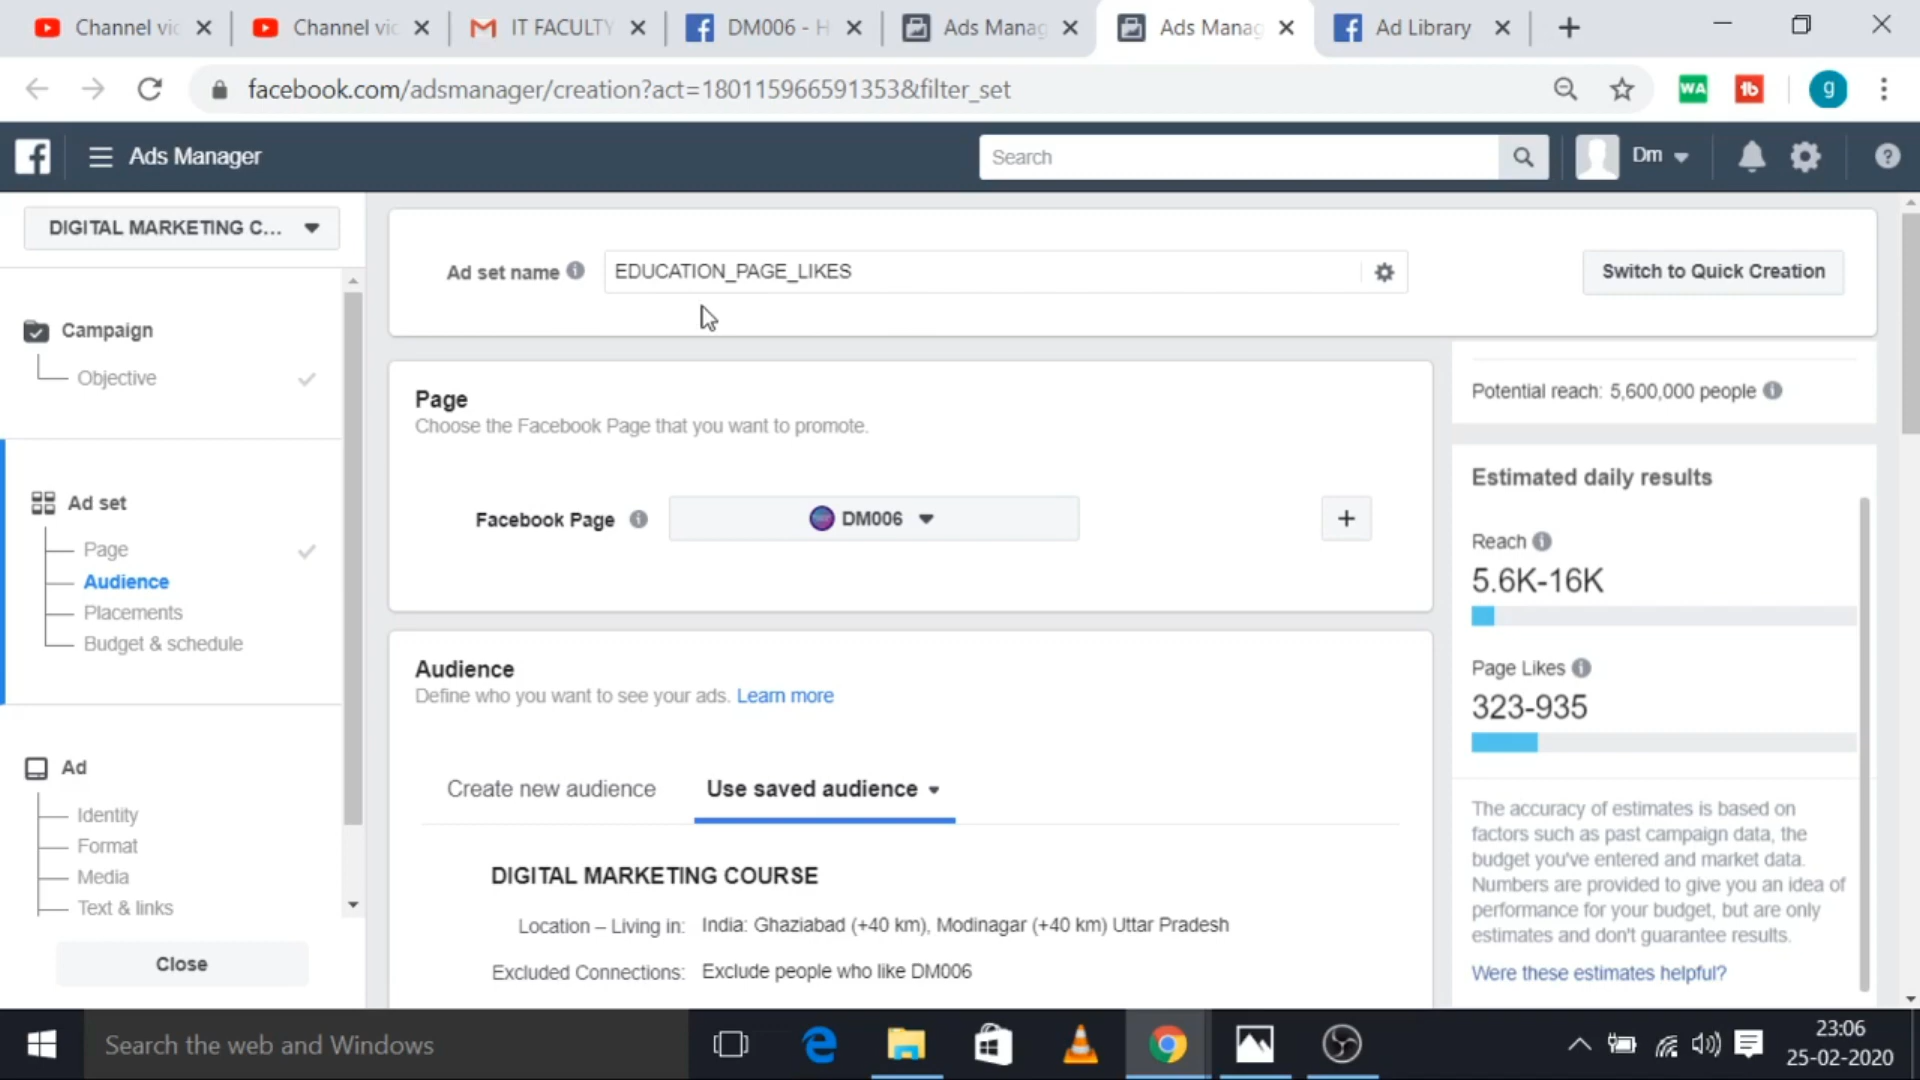 Channel vic
Channel vic
IT FACULTY
DM006 - H
Ads Manag
Ads Manag
Ad Library
facebook.com/adsmanager/creation?act=180115966591353&filter_set
WA
g
Ads Manager
Search
Dm
DIGITAL MARKETING C...
Ad set name
EDUCATION_PAGE_LIKES
Switch to Quick Creation
Campaign
Objective
Ad set
Page
Audience
Placements
Budget & schedule
Ad
Identity
Format
Media
Text & links
Close
Page
Choose the Facebook Page that you want to promote.
Facebook Page
DM006
+
Audience
Define who you want to see your ads. Learn more
Create new audience
Use saved audience
DIGITAL MARKETING COURSE
Location – Living in: India: Ghaziabad (+40 km), Modinagar (+40 km) Uttar Pradesh
Excluded Connections: Exclude people who like DM006
Potential reach: 5,600,000 people
Estimated daily results
Reach
5.6K-16K
Page Likes
323-935
The accuracy of estimates is based on
factors such as past campaign data, the
budget you've entered and market data.
Numbers are provided to give you an idea of
performance for your budget, but are only
estimates and don't guarantee results.
Were these estimates helpful?
Search the web and Windows
23:06
25-02-2020